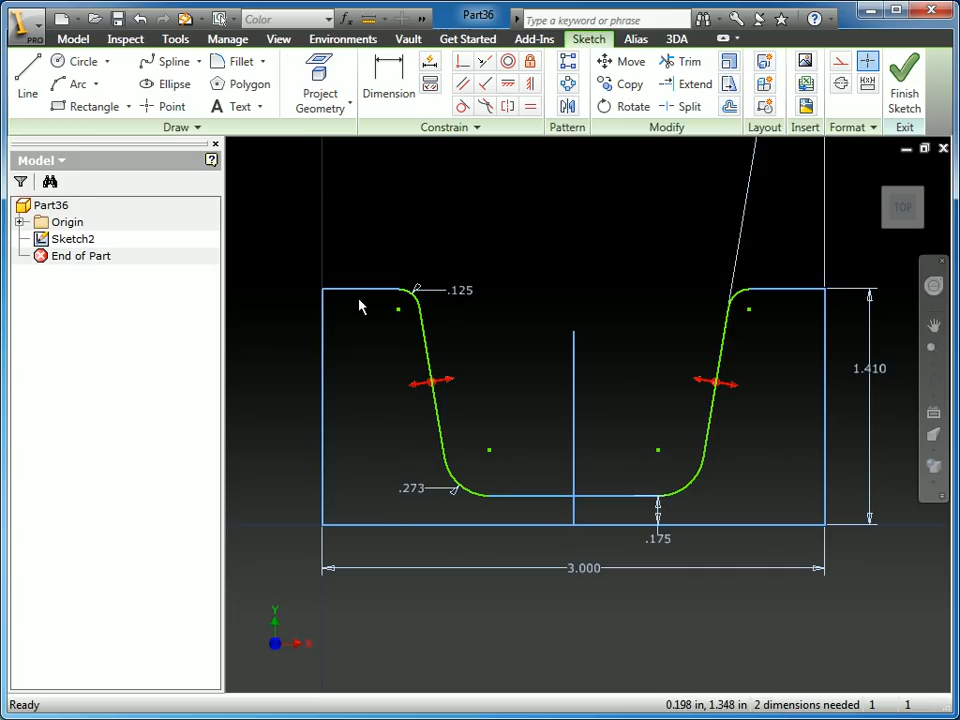 Color
Part36
Type a keyword or phrase
PRO
Model Inspect Tools Manage View Environments Vault Get Started Add-Ins Sketch Alias 3DA
Line
Circle
Arc
Rectangle
Spline
Ellipse
Point
Fillet
Polygon
Text
Project
Geometry
Dimension
Move
Copy
Rotate
Trim
Extend
Split
Finish
Sketch
Draw
Constrain
Pattern
Modify
Layout
Insert
Format
Exit
Model
Part36
Origin
Sketch2
End of Part
TOP
.125
1.410
.273
.175
3.000
Y
X
Ready
0.198 in, 1.348 in 2 dimensions needed 1 1